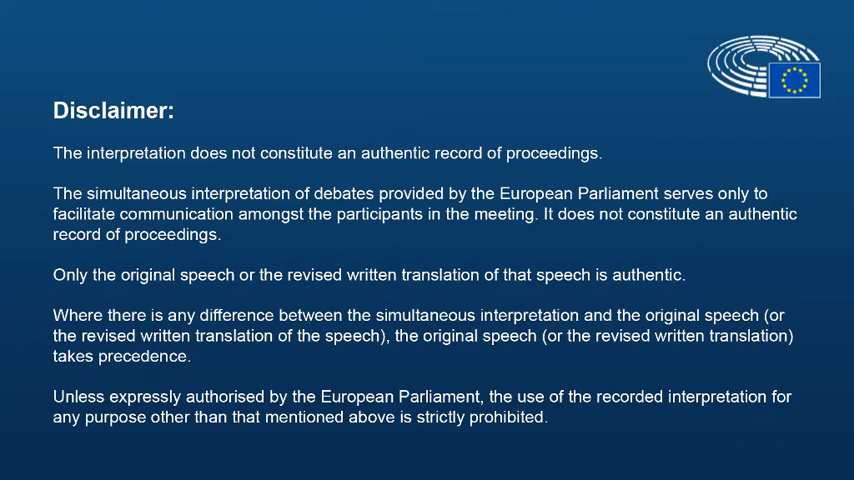 Disclaimer:
The interpretation does not constitute an authentic record of proceedings.
The simultaneous interpretation of debates provided by the European Parliament serves only to
facilitate communication amongst the participants in the meeting. It does not constitute an authentic
record of proceedings.
Only the original speech or the revised written translation of that speech is authentic.
Where there is any difference between the simultaneous interpretation and the original speech (or
the revised written translation of the speech), the original speech (or the revised written translation)
takes precedence.
Unless expressly authorised by the European Parliament, the use of the recorded interpretation for
any purpose other than that mentioned above is strictly prohibited.